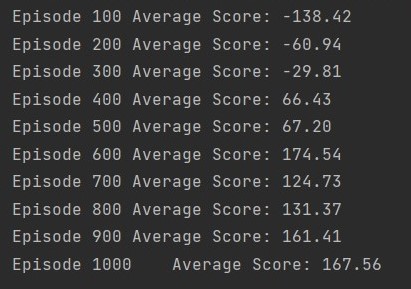 Episode 100 Average Score: -138.42
Episode 200 Average Score: -60.94
Episode 300 Average Score: -29.81
Episode 400 Average Score: 66.43
Episode 500 Average Score: 67.20
Episode 600 Average Score: 174.54
Episode 700 Average Score: 124.73
Episode 800 Average Score: 131.37
Episode 900 Average Score: 161.41
Episode 1000    Average Score: 167.56